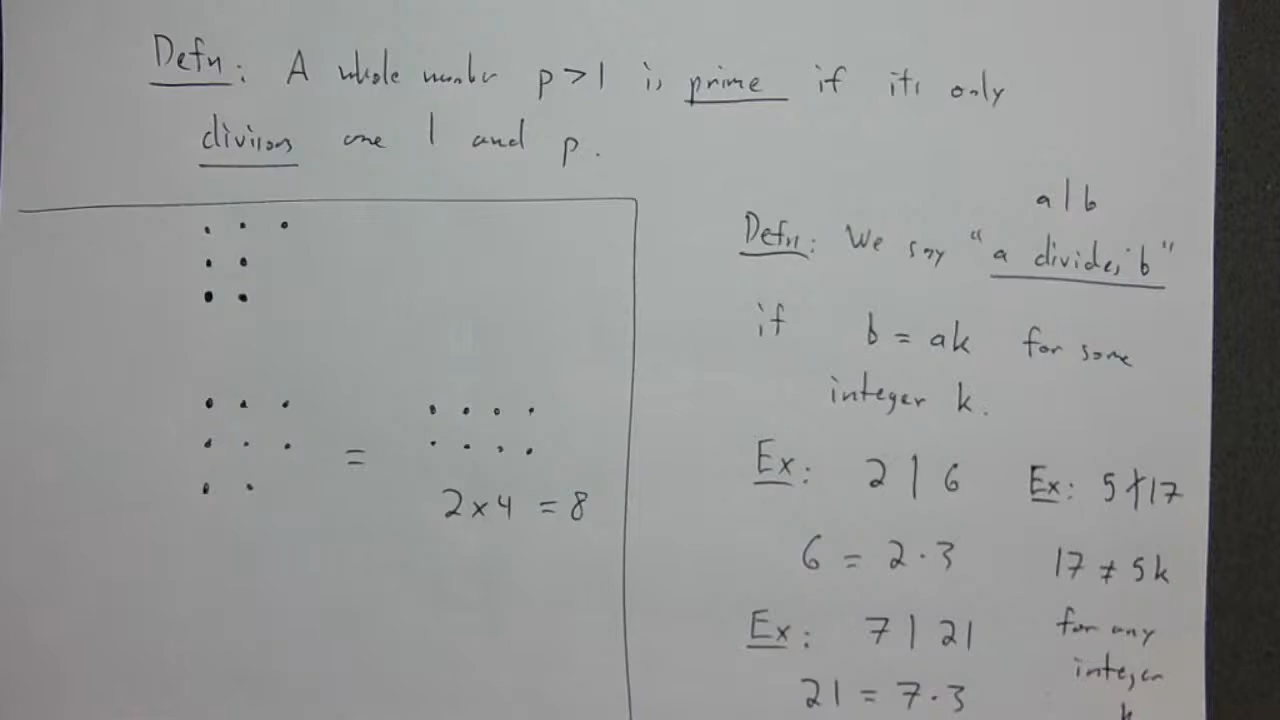 Defn: A whole number p > 1 is prime if its only
divisors are 1 and p.
2 x 4 = 8
a | b
Defn: We say "a divides b"
if b = ak for some
integer k.
Ex: 2 | 6
6 = 2 · 3
Ex: 7 | 21
21 = 7 · 3
Ex: 5 ∤ 17
17 ≠ 5k
for any
integer
k